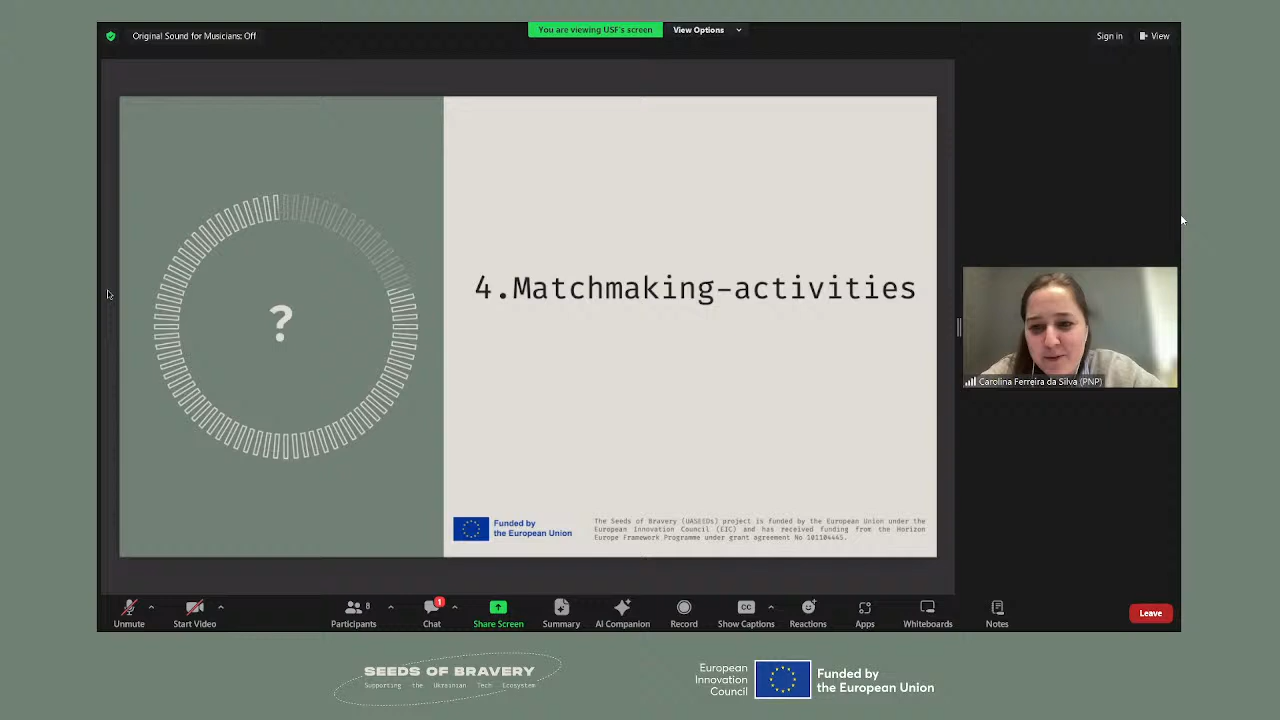 You are viewing USF's screen
View Options
Original Sound for Musicians: Off
Sign in
View
?
4.Matchmaking-activities
Funded by
the European Union
The Seeds of Bravery (UASEEDs) project is funded by the European Union under the
European Innovation Council (EIC) and has received funding from the Horizon
Europe Framework Programme under grant agreement No 101104445.
Carolina Ferreira da Silva (PNP)
Unmute
Start Video
8
Participants
1
Chat
Share Screen
Summary
AI Companion
Record
CC
Show Captions
Reactions
Apps
Whiteboards
Notes
Leave
SEEDS OF BRAVERY
Supporting the Ukrainian Tech Ecosystem
European
Innovation
Council
Funded by
the European Union